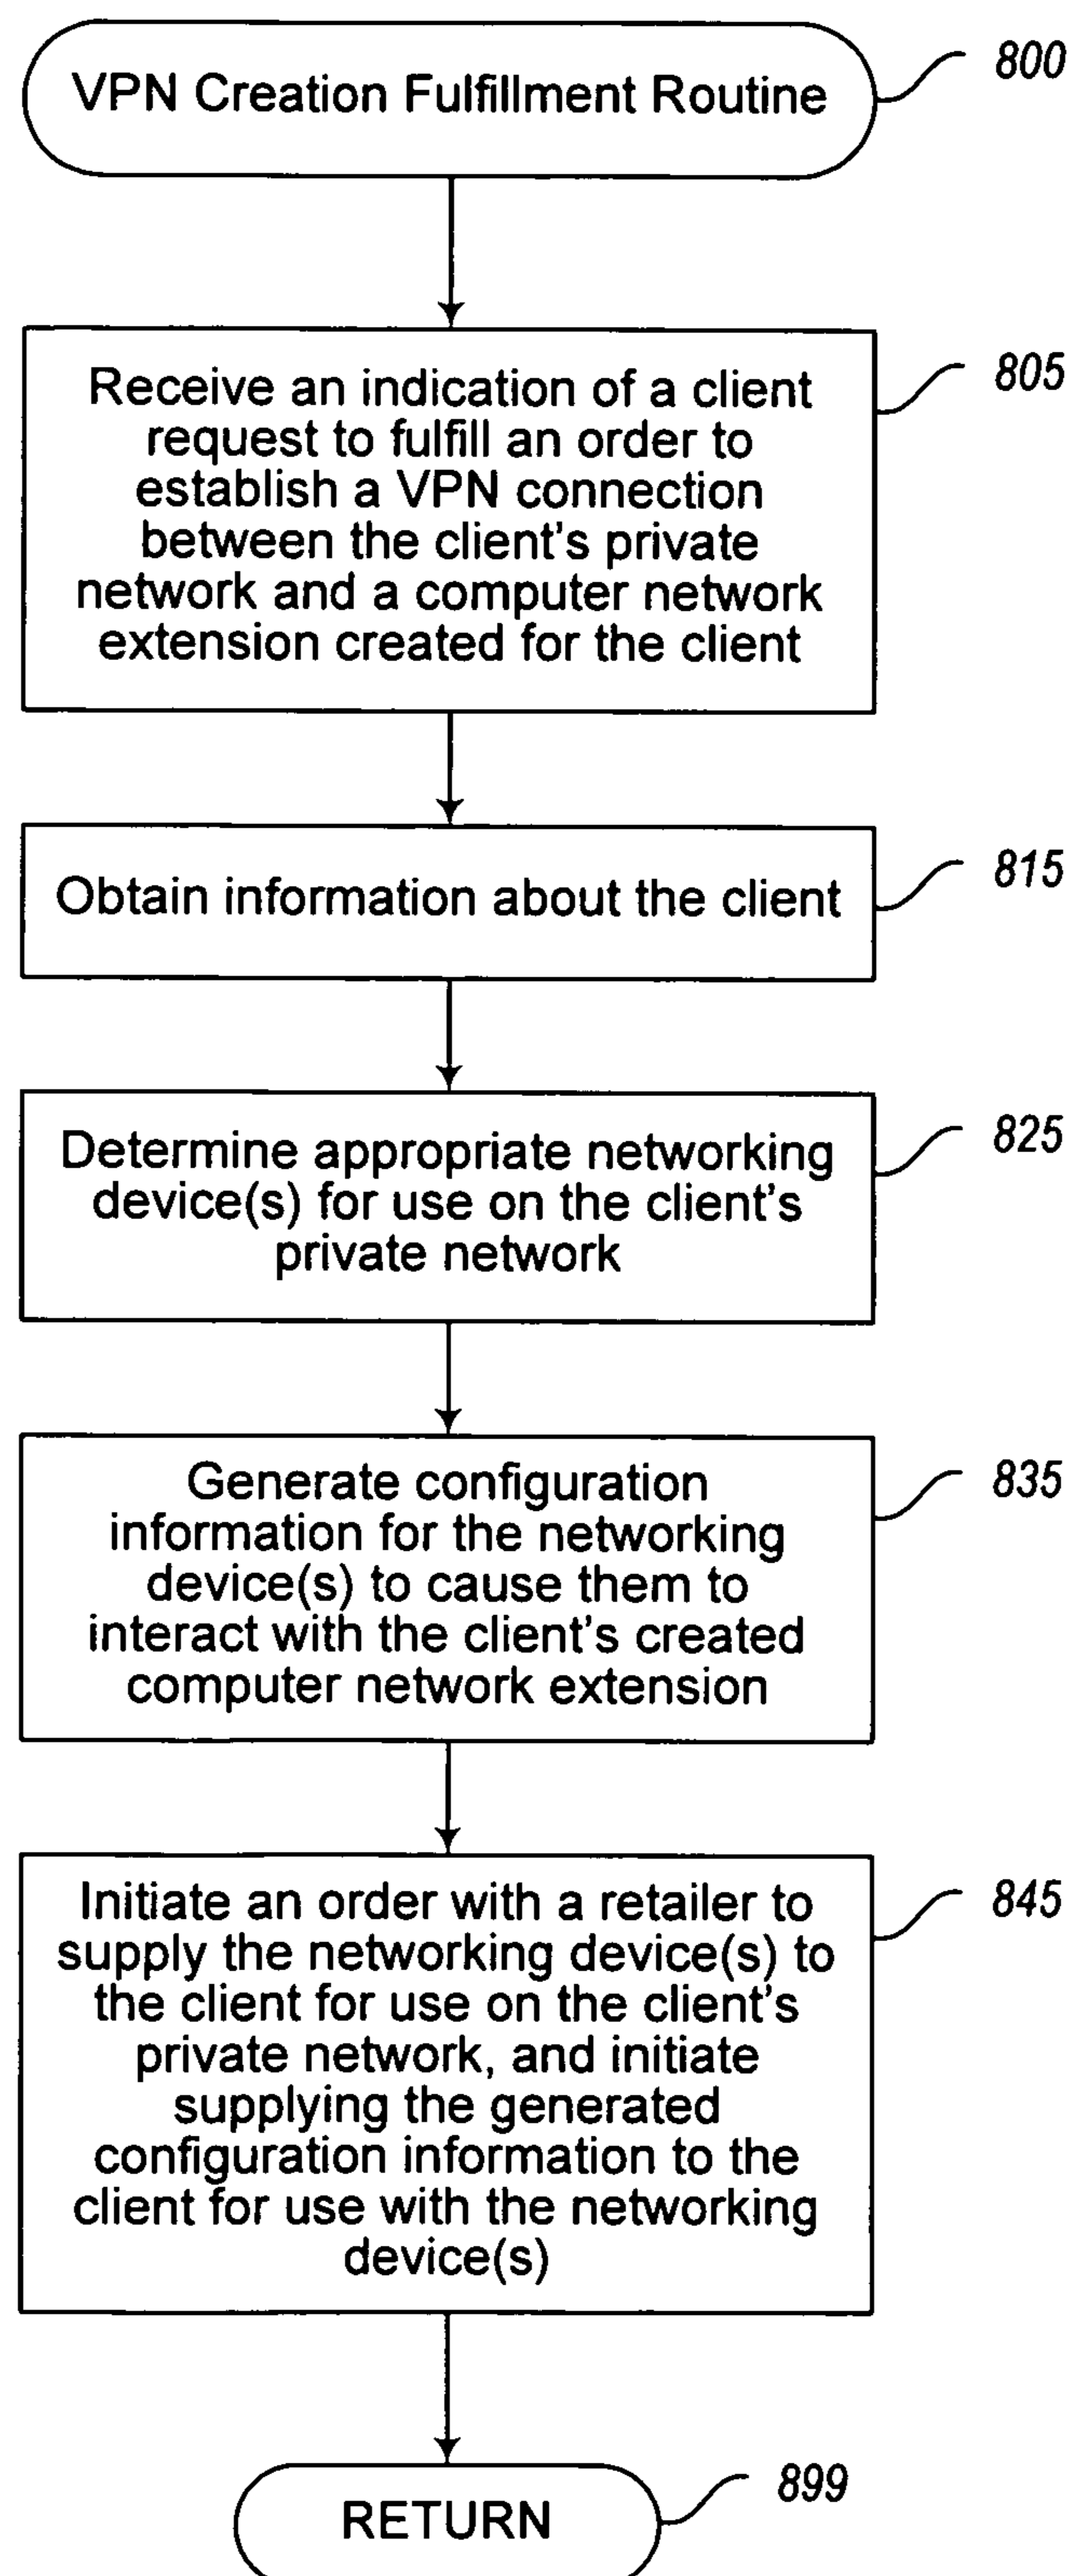 VPN Creation Fulfillment Routine
800
Receive an indication of a client
request to fulfill an order to
establish a VPN connection
between the client's private
network and a computer network
extension created for the client
805
Obtain information about the client
815
Determine appropriate networking
device(s) for use on the client's
private network
825
Generate configuration
information for the networking
device(s) to cause them to
interact with the client's created
computer network extension
835
Initiate an order with a retailer to
supply the networking device(s) to
the client for use on the client's
private network, and initiate
supplying the generated
configuration information to the
client for use with the networking
device(s)
845
RETURN
899